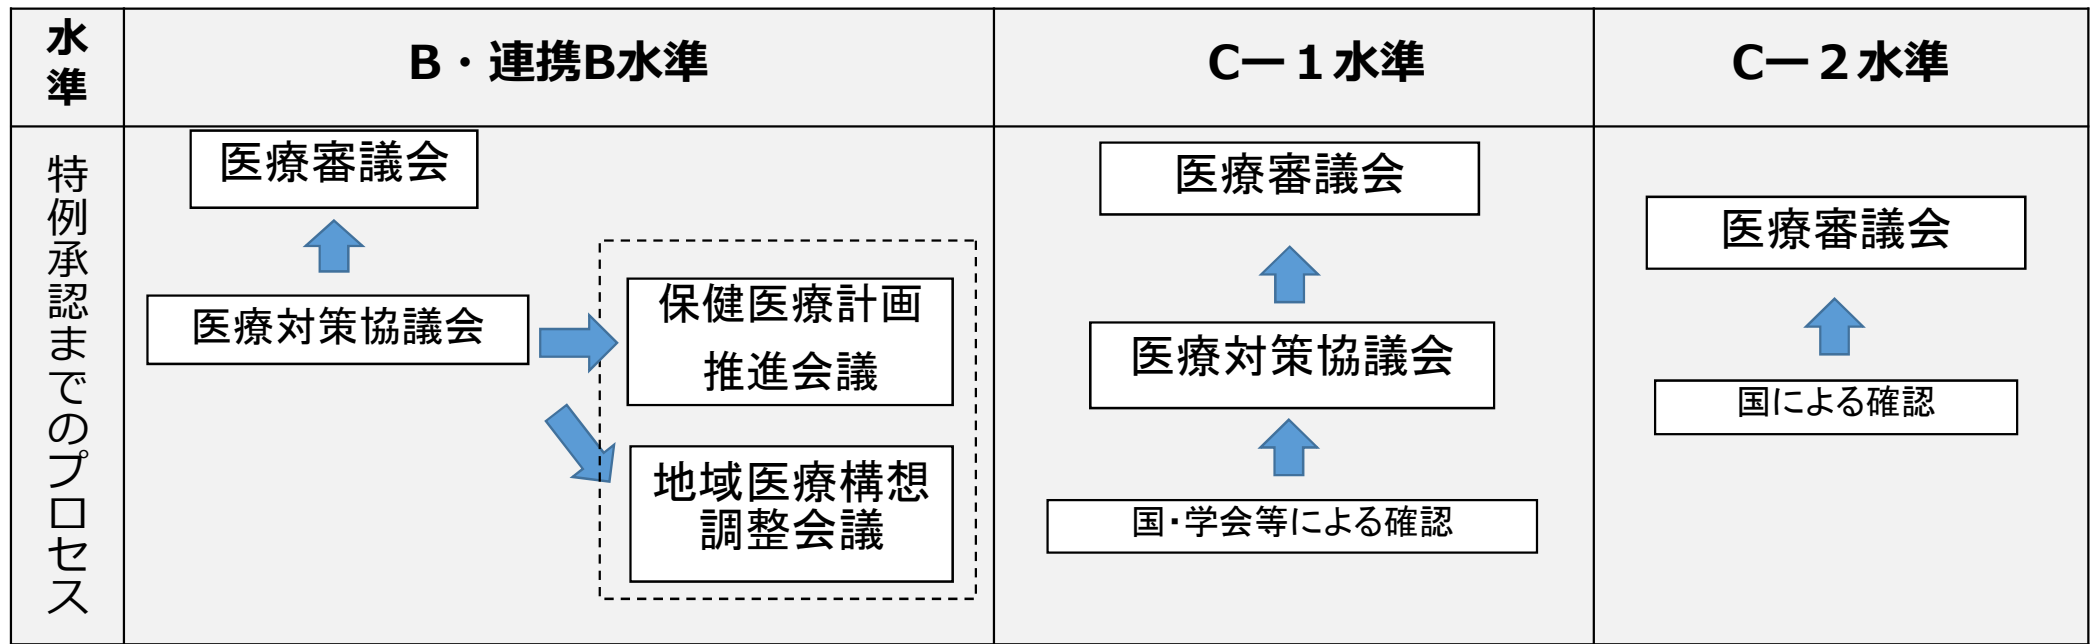 水準
B・連携B水準
Cー1水準
Cー2水準
特例承認までのプロセス
医療審議会
医療対策協議会
保健医療計画
推進会議
地域医療構想
調整会議
医療審議会
医療対策協議会
国・学会等による確認
医療審議会
国による確認